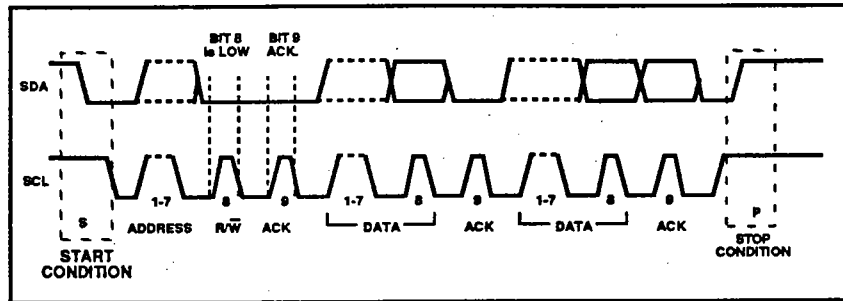 BIT 8 BIT 9
is LOW ACK.
SDA
SCL
1-7 8 9 1-7 8 9 1-7 8 9
S ADDRESS R/W̅ ACK DATA ACK DATA ACK P
START
CONDITION
STOP
CONDITION